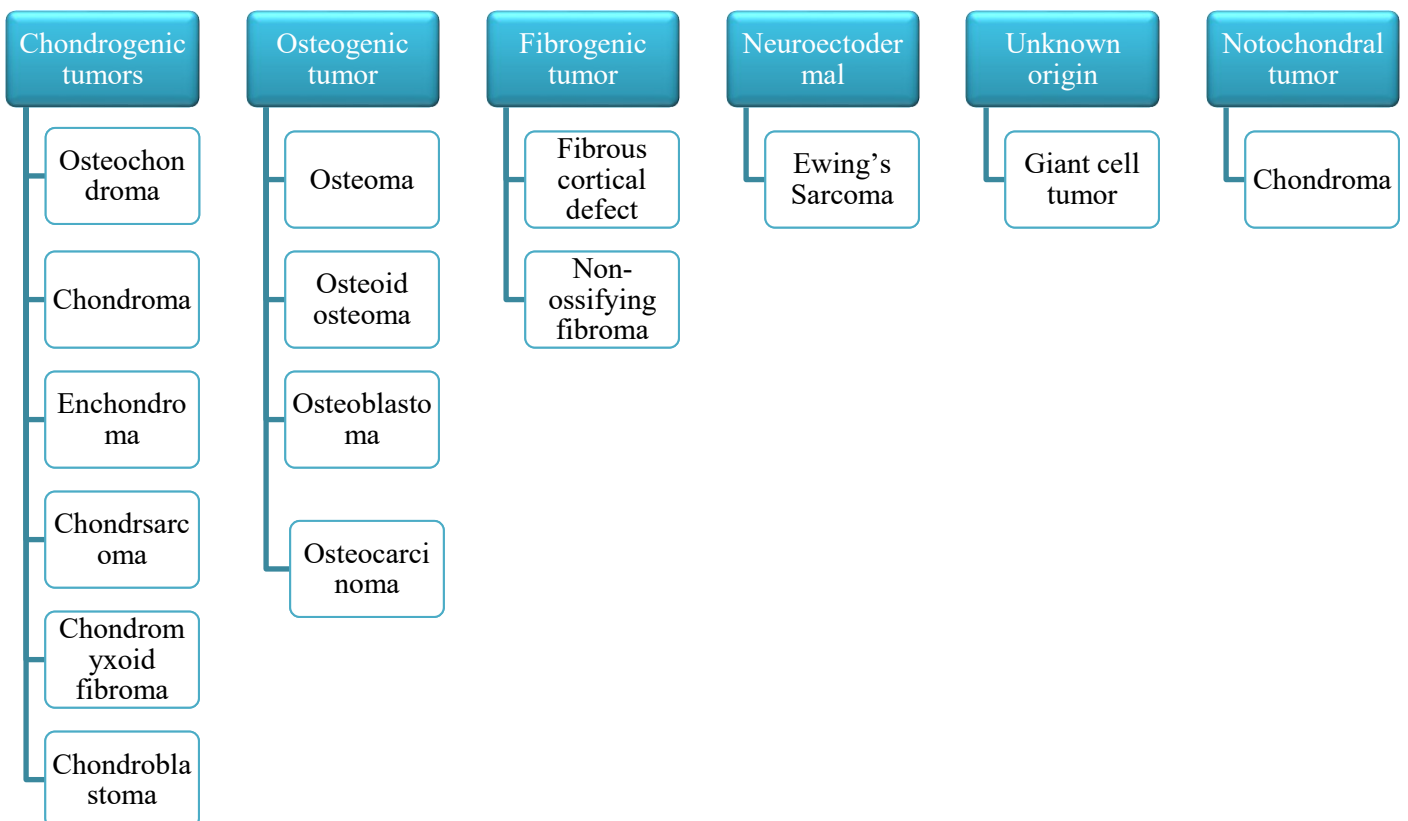 Chondrogenic
tumors
Osteochon
droma
Chondroma
Enchondro
ma
Chondrsarc
oma
Chondrom
yxoid
fibroma
Chondrobla
stoma
Osteogenic
tumor
Osteoma
Osteoid
osteoma
Osteoblasto
ma
Osteocarci
noma
Fibrogenic
tumor
Fibrous
cortical
defect
Non-
ossifying
fibroma
Neuroectoder
mal
Ewing’s
Sarcoma
Unknown
origin
Giant cell
tumor
Notochondral
tumor
Chondroma